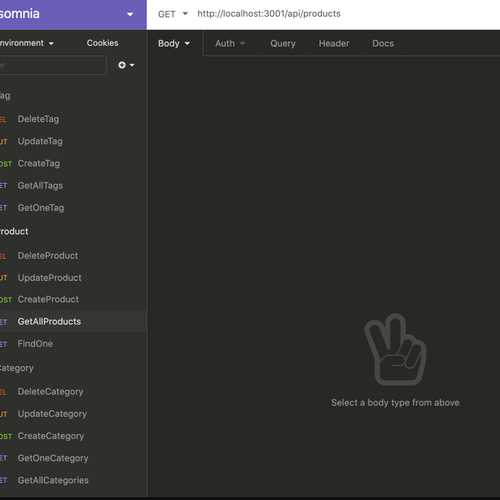 somnia
GET http://localhost:3001/api/products
nvironment Cookies
Body Auth Query Header Docs
ag
EL DeleteTag
UT UpdateTag
OST CreateTag
ET GetAllTags
ET GetOneTag
roduct
EL DeleteProduct
UT UpdateProduct
OST CreateProduct
ET GetAllProducts
ET FindOne
ategory
EL DeleteCategory
UT UpdateCategory
OST CreateCategory
ET GetOneCategory
ET GetAllCategories
Select a body type from above